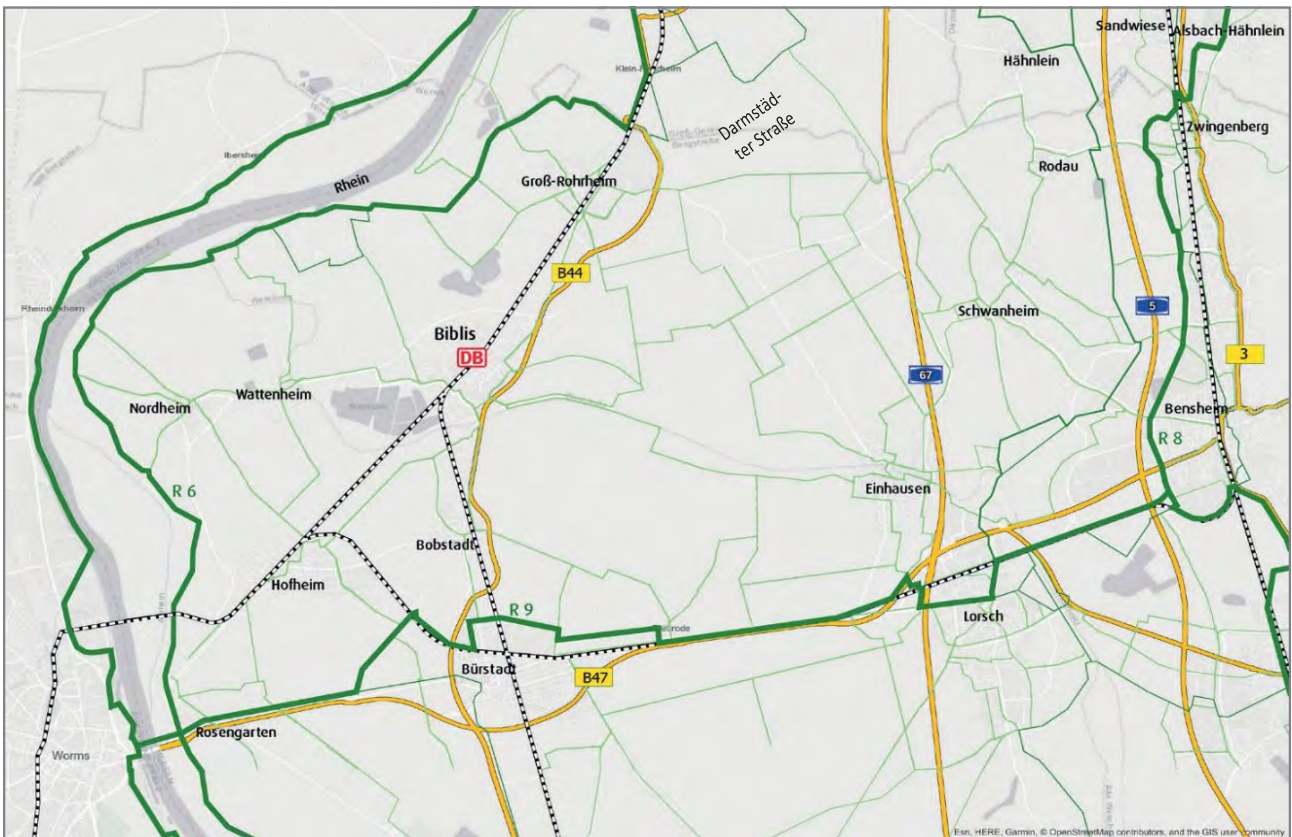 Sandwiese
Alsbach-Hähnlein
Hähnlein
Darmstäd-
ter Straße
Zwingenberg
Ibersheim
Rhein
Rodau
Groß-Rohrheim
B44
5
Schwanheim
Biblis
DB
3
67
Wattenheim
Nordheim
Bensheim
R 8
R 6
Einhausen
Bobstadt
Hofheim
R 9
Lorsch
Bürstadt
B47
Rosengarten
Worms
Esri, HERE, Garmin, © OpenStreetMap contributors, and the GIS user community